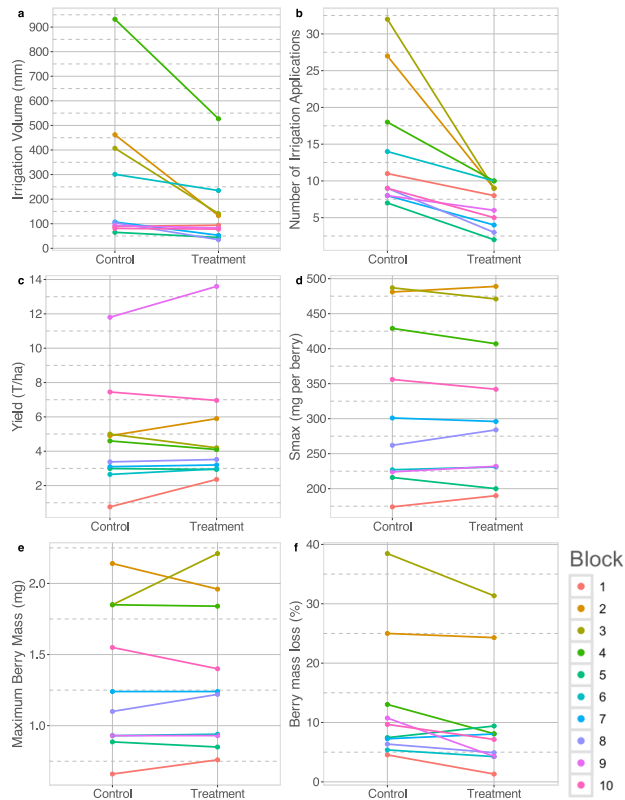 a
Irrigation Volume (mm)
900
800
700
600
500
400
300
200
100
0
Control
Treatment
b
Number of Irrigation Applications
30
25
20
15
10
5
Control
Treatment
c
Yield (T/ha)
14
12
10
8
6
4
2
Control
Treatment
d
Smax (mg per berry)
500
450
400
350
300
250
200
Control
Treatment
e
Maximum Berry Mass (mg)
2.0
1.5
1.0
Control
Treatment
f
Berry mass loss (%)
40
30
20
10
0
Control
Treatment
Block
1
2
3
4
5
6
7
8
9
10